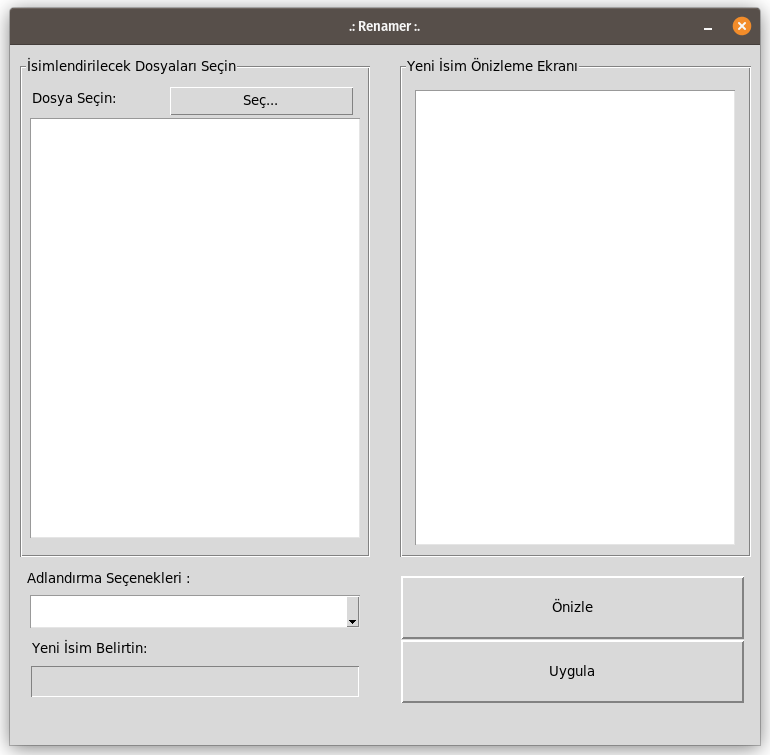 .: Renamer :.
İsimlendirilecek Dosyaları Seçin
Dosya Seçin:
Seç...
Yeni İsim Önizleme Ekranı
Adlandırma Seçenekleri :
Yeni İsim Belirtin:
Önizle
Uygula